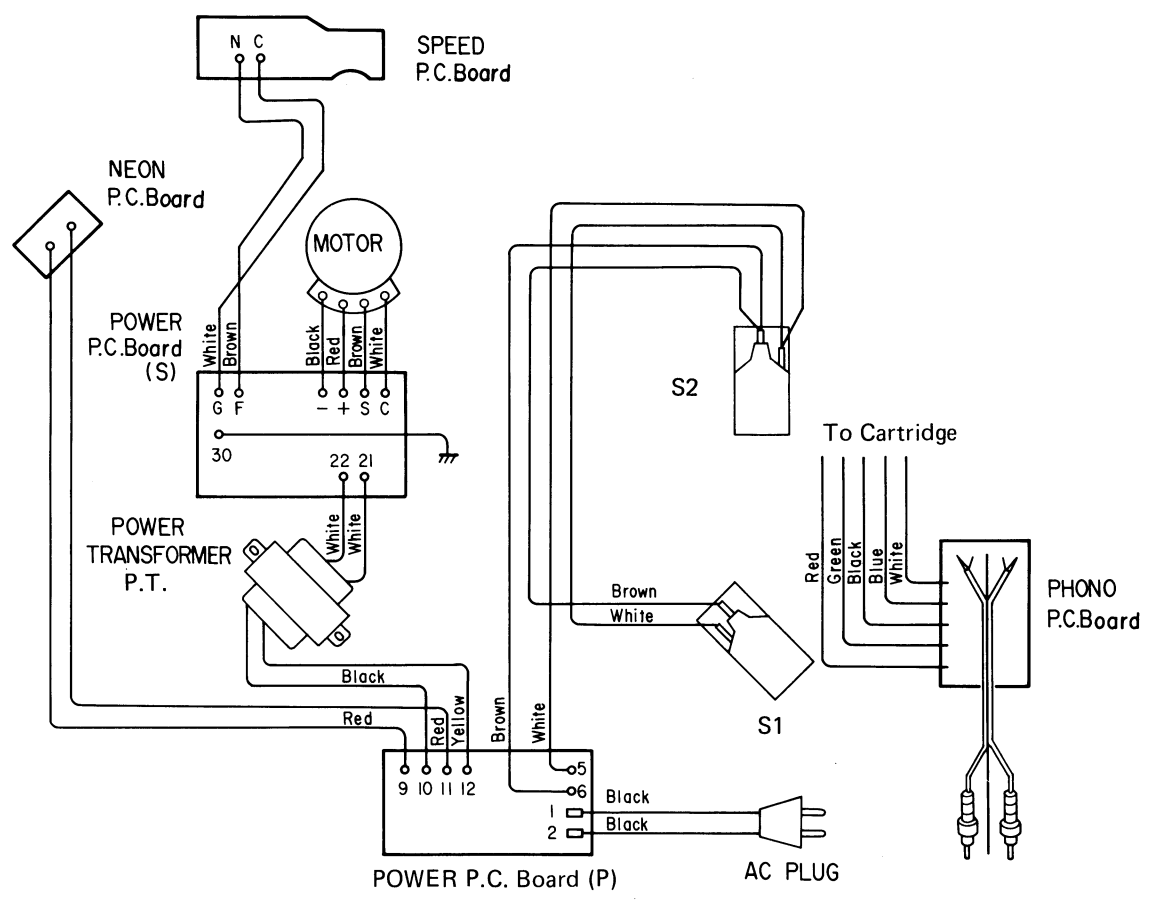 N C
SPEED
P.C.Board
NEON
P.C.Board
MOTOR
POWER
P.C.Board
(S)
White
Brown
Black
Red
Brown
White
G F - + S C
30
22 21
S2
To Cartridge
POWER
TRANSFORMER
P.T.
White
White
Red
Green
Black
Blue
White
PHONO
P.C.Board
Brown
White
S1
Black
Red
Red
Yellow
Brown
White
9 10 11 12
5
6
1
2
Black
Black
AC PLUG
POWER P.C. Board (P)